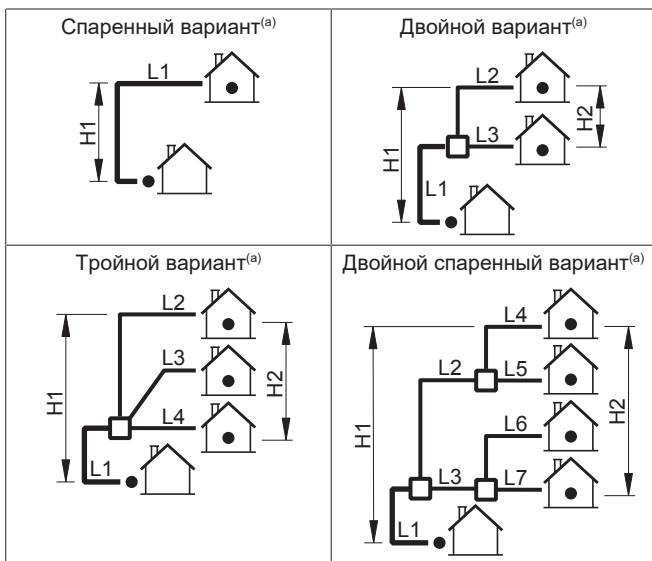 Спаренный вариант(a)
L1
H1
Двойной вариант(a)
L2
L3
H1
H2
L1
Тройной вариант(a)
L2
L3
L4
H1
H2
L1
Двойной спаренный вариант(a)
L4
L2
L5
H1
H2
L6
L3
L7
L1